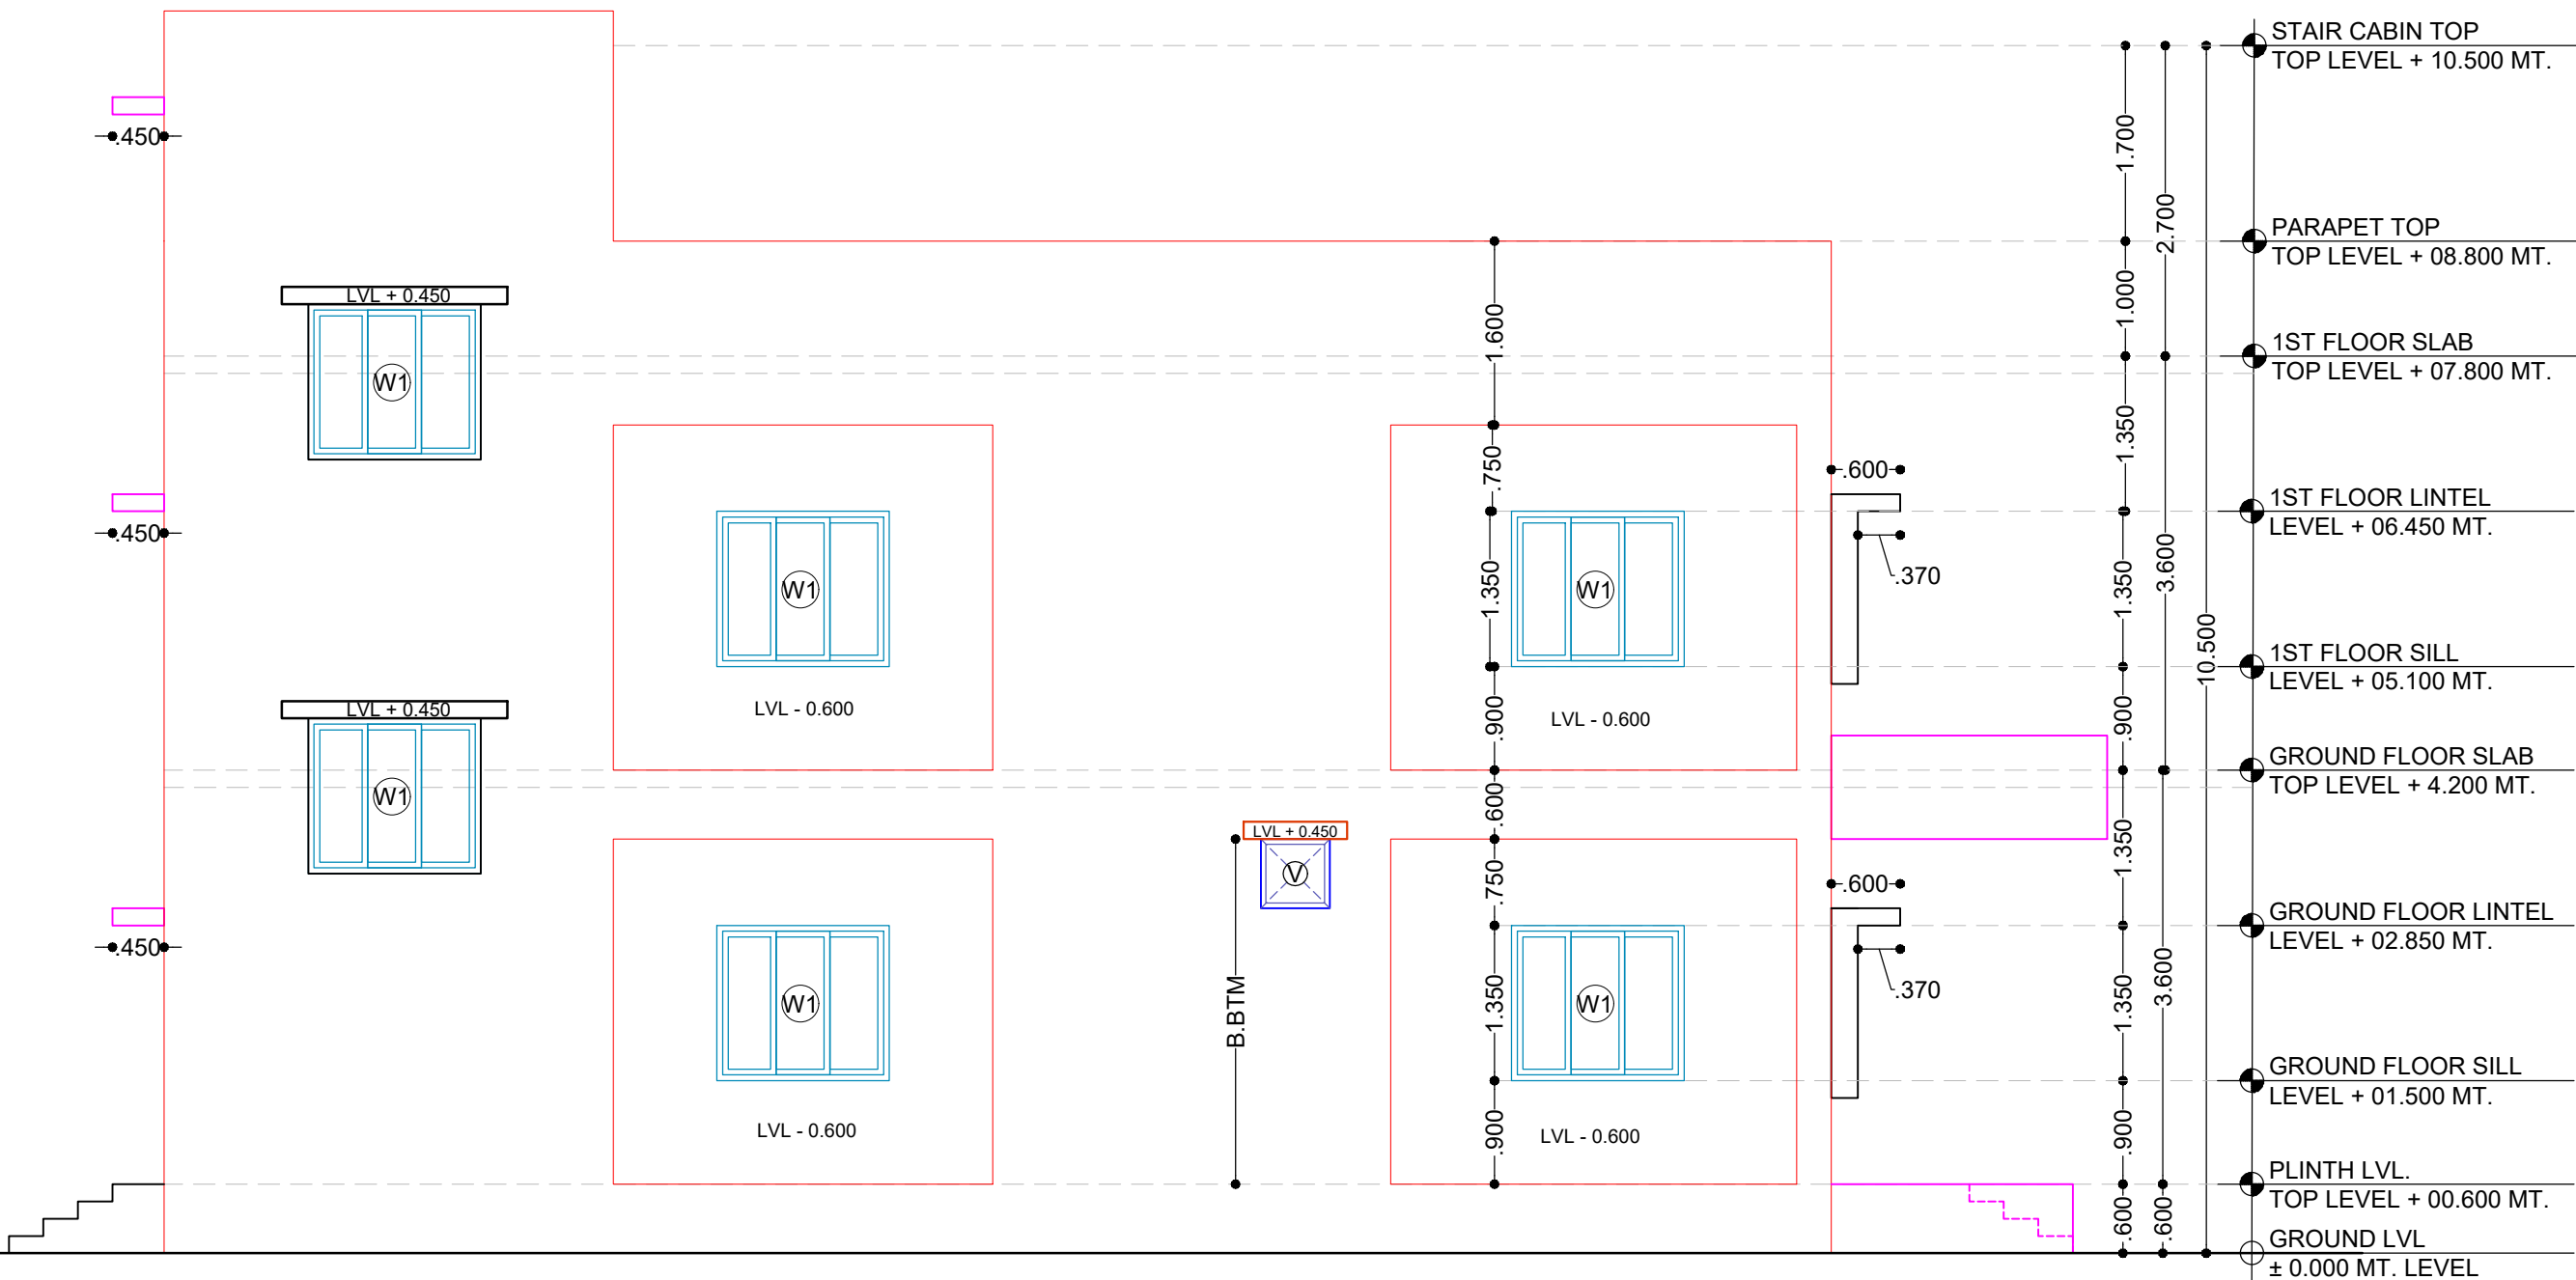 STAIR CABIN TOP
TOP LEVEL + 10.500 MT.
.450
1.700
2.700
PARAPET TOP
TOP LEVEL + 08.800 MT.
LVL + 0.450
W1
1.600
1.000
1ST FLOOR SLAB
TOP LEVEL + 07.800 MT.
.750
1.350
.600
1ST FLOOR LINTEL
LEVEL + 06.450 MT.
.450
.370
W1
W1
1.350
1.350
3.600
10.500
1ST FLOOR SILL
LEVEL + 05.100 MT.
LVL + 0.450
LVL - 0.600
LVL - 0.600
.900
.900
GROUND FLOOR SLAB
TOP LEVEL + 4.200 MT.
W1
.600
LVL + 0.450
V
1.350
.750
.600
GROUND FLOOR LINTEL
LEVEL + 02.850 MT.
.450
.370
W1
W1
B.BTM
1.350
1.350
3.600
GROUND FLOOR SILL
LEVEL + 01.500 MT.
LVL - 0.600
LVL - 0.600
.900
.900
PLINTH LVL.
TOP LEVEL + 00.600 MT.
.600
.600
GROUND LVL
± 0.000 MT. LEVEL